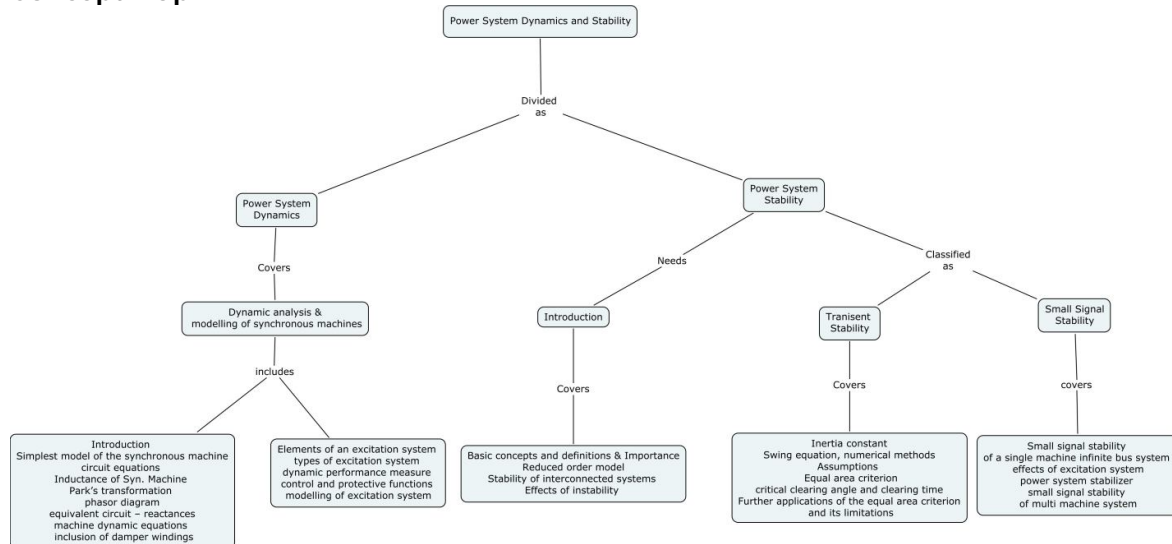 Power System Dynamics and Stability
Divided
as
Power System
Dynamics
Power System
Stability
Covers
Needs
Classified
as
Dynamic analysis &
modelling of synchronous machines
Introduction
Tranisent
Stability
Small Signal
Stability
includes
Covers
Covers
covers
Introduction
Simplest model of the synchronous machine
circuit equations
Inductance of Syn. Machine
Park's transformation
phasor diagram
equivalent circuit – reactances
machine dynamic equations
inclusion of damper windings
Elements of an excitation system
types of excitation system
dynamic performance measure
control and protective functions
modelling of excitation system
Basic concepts and definitions & Importance
Reduced order model
Stability of interconnected systems
Effects of instability
Inertia constant
Swing equation, numerical methods
Assumptions
Equal area criterion
critical clearing angle and clearing time
Further applications of the equal area criterion
and its limitations
Small signal stability
of a single machine infinite bus system
effects of excitation system
power system stabilizer
small signal stability
of multi machine system